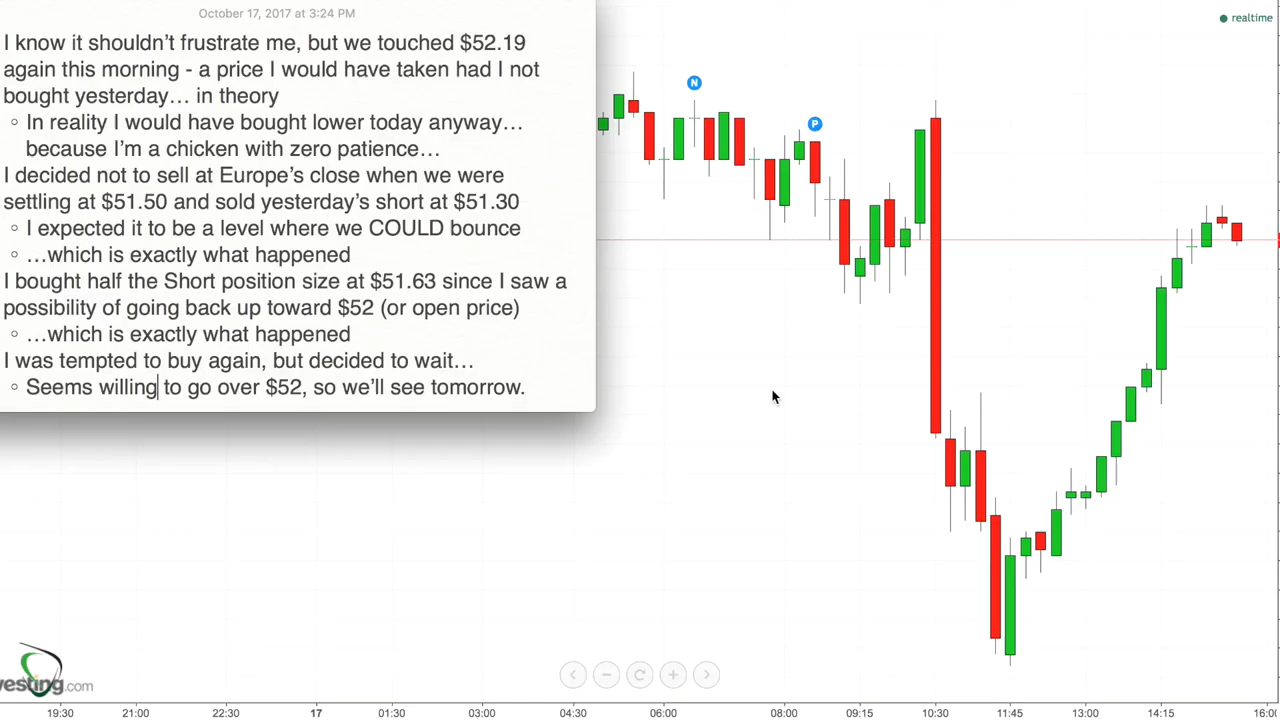 October 17, 2017 at 3:24 PM
realtime
I know it shouldn’t frustrate me, but we touched $52.19
again this morning - a price I would have taken had I not
bought yesterday… in theory
◦ In reality I would have bought lower today anyway…
because I’m a chicken with zero patience…
I decided not to sell at Europe’s close when we were
settling at $51.50 and sold yesterday’s short at $51.30
◦ I expected it to be a level where we COULD bounce
◦ …which is exactly what happened
I bought half the Short position size at $51.63 since I saw a
possibility of going back up toward $52 (or open price)
◦ …which is exactly what happened
I was tempted to buy again, but decided to wait…
◦ Seems willing to go over $52, so we’ll see tomorrow.
N
P
vesting.com
19:30 21:00 22:30 17 01:30 03:00 04:30 06:00 08:00 09:15 10:30 11:45 13:00 14:15 16:00